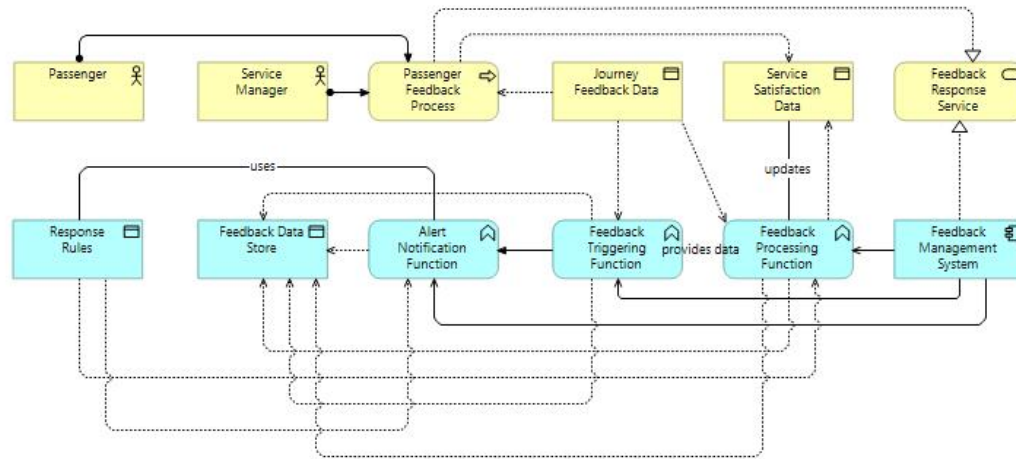 Passenger
Service
Manager
Passenger
Feedback
Process
Journey
Feedback Data
Service
Satisfaction
Data
Feedback
Response
Service
uses
updates
Response
Rules
Feedback Data
Store
Alert
Notification
Function
Feedback
Triggering
Function
provides data
Feedback
Processing
Function
Feedback
Management
System